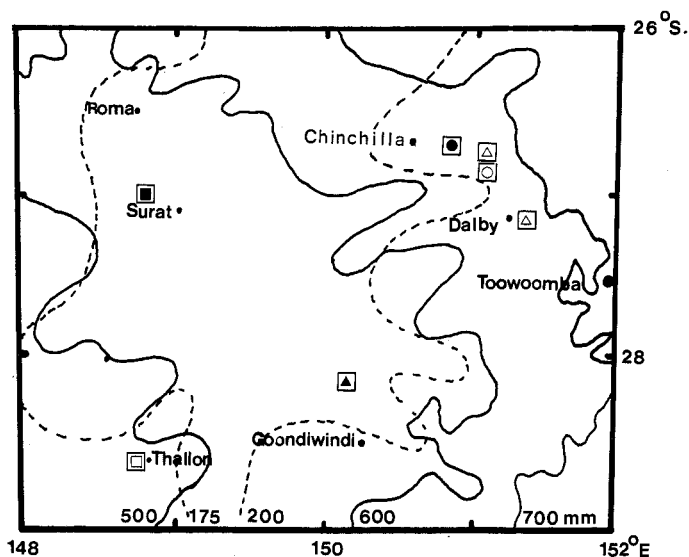 26°S.
Roma
Chinchilla
Surat
Dalby
Toowoomba
28
Goondiwindi
Thallon
500 175 200 600 700 mm
148 150 152°E